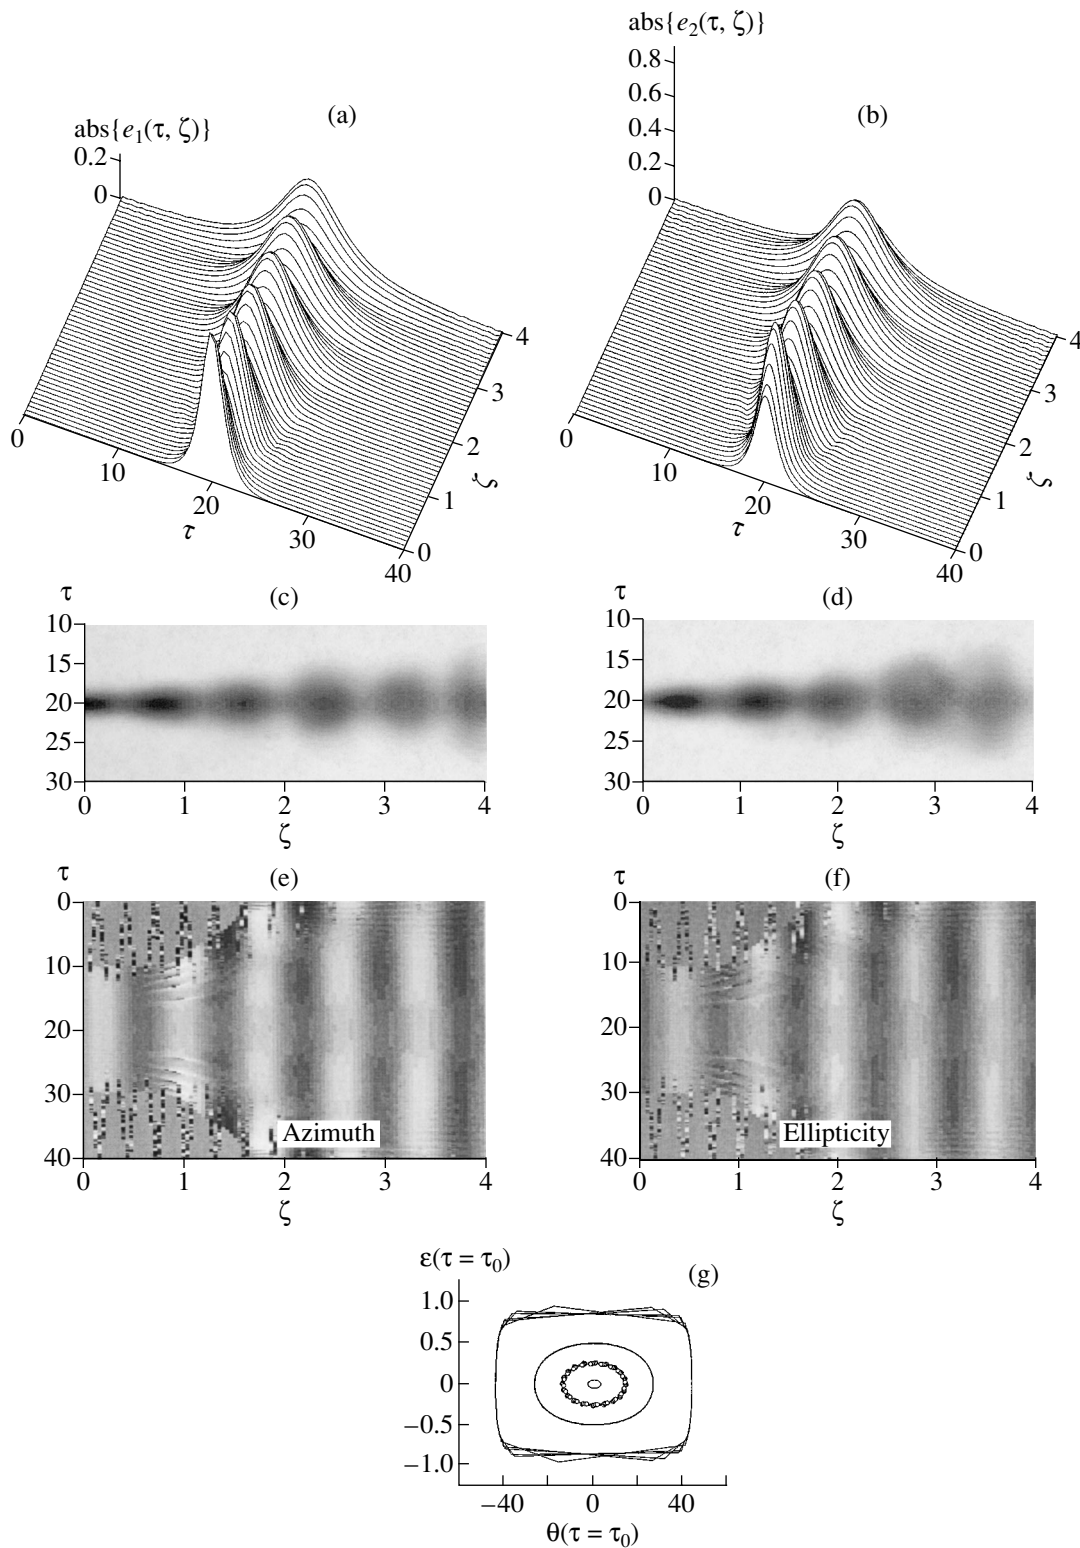 abs{e₂(τ, ζ)}
0.8
0.6
0.4
0.2
0
(b)
abs{e₁(τ, ζ)}
0.2
0
(a)
4
3
2
1
0
ζ
0
10
20
30
40
τ
4
3
2
1
0
ζ
0
10
20
30
40
τ
τ
(c)
10
15
20
25
30
0 1 2 3 4
ζ
τ
(d)
10
15
20
25
30
0 1 2 3 4
ζ
τ
(e)
0
10
20
30
40
Azimuth
0 1 2 3 4
ζ
τ
(f)
0
10
20
30
40
Ellipticity
0 1 2 3 4
ζ
ε(τ = τ₀)
(g)
1.0
0.5
0
−0.5
−1.0
−40 0 40
θ(τ = τ₀)